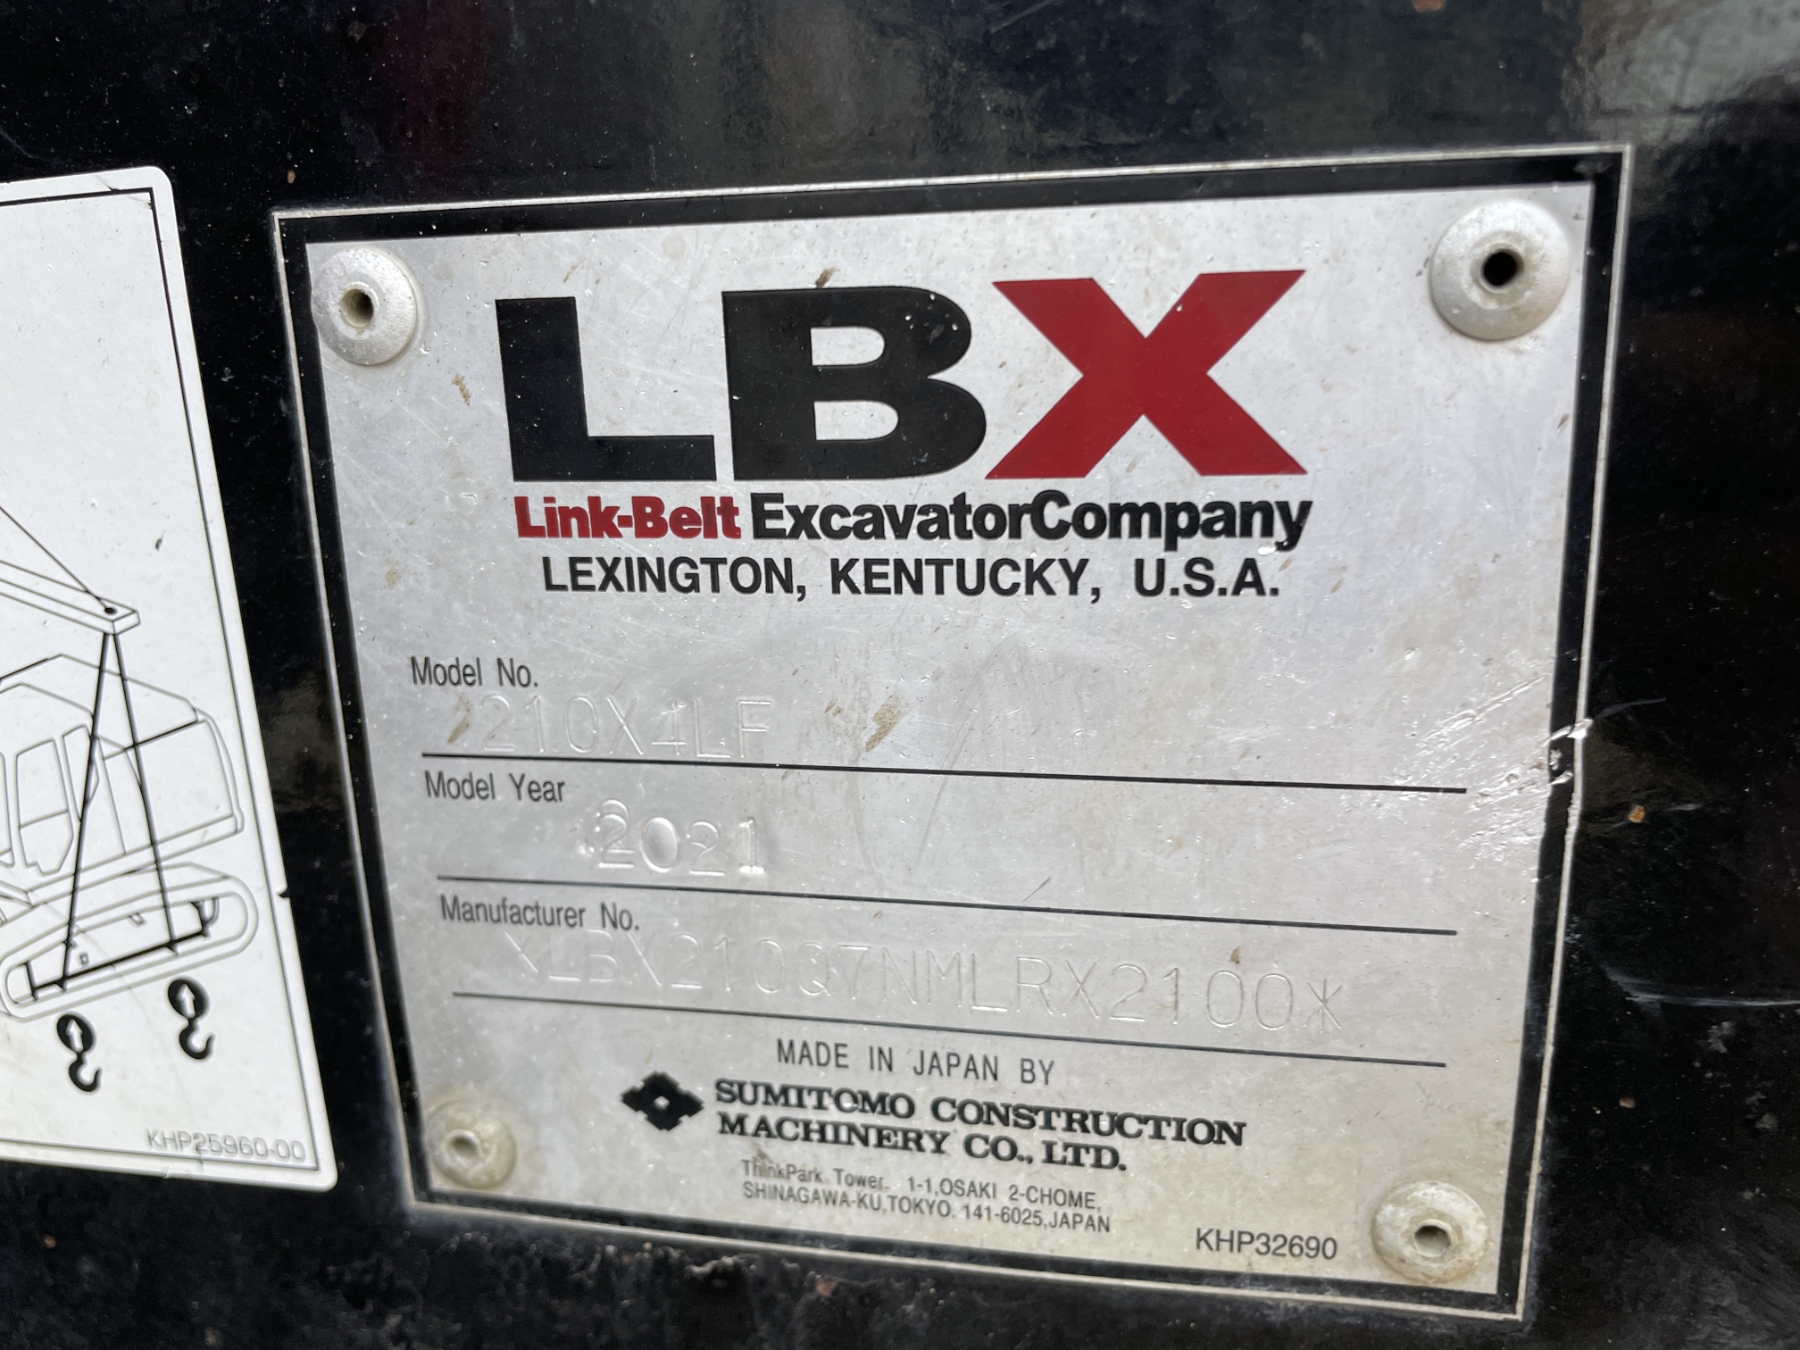 LBX
Link-Belt ExcavatorCompany
LEXINGTON, KENTUCKY, U.S.A.
Model No.
210X4LF
Model Year
2021
Manufacturer No.
LBX210Q7NMLRX2100*
MADE IN JAPAN BY
SUMITOMO CONSTRUCTION
MACHINERY CO., LTD.
ThinkPark Tower. 1-1,OSAKI 2-CHOME,
SHINAGAWA-KU,TOKYO. 141-6025,JAPAN
KHP32690
KHP25960-00